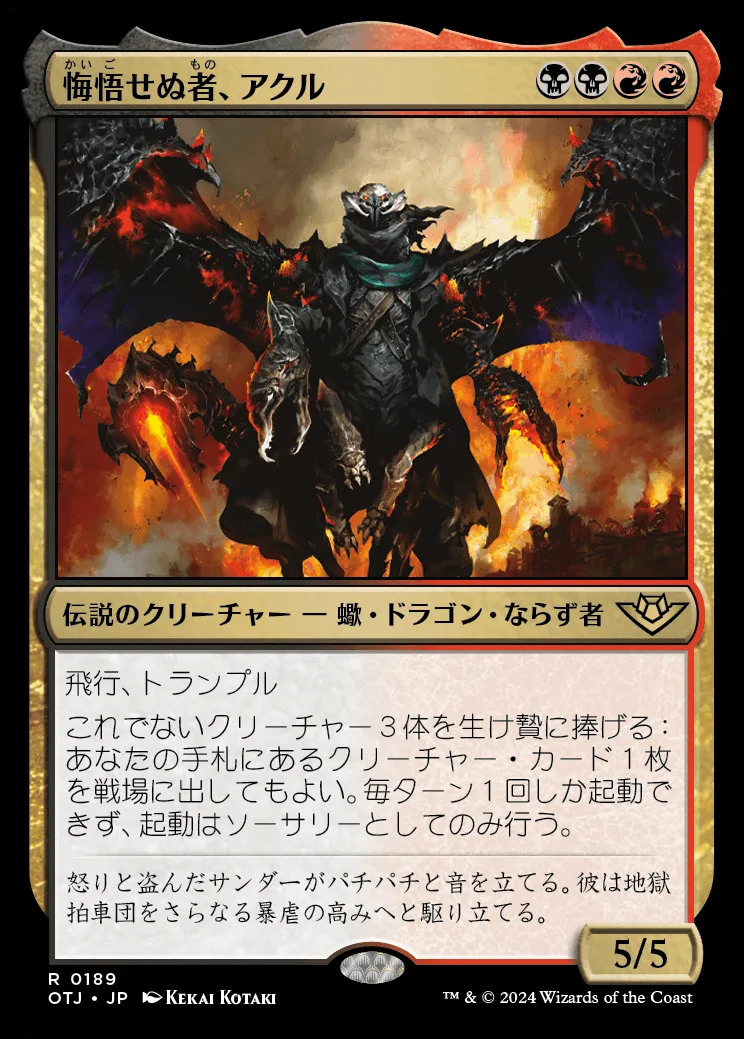 かいご もの
悔悟せぬ者、アクル
伝説のクリーチャー — 蠍・ドラゴン・ならず者
飛行、トランプル
これでないクリーチャー3体を生け贄に捧げる：
あなたの手札にあるクリーチャー・カード1枚
を戦場に出してもよい。毎ターン1回しか起動で
きず、起動はソーサリーとしてのみ行う。
怒りと盗んだサンダーがパチパチと音を立てる。彼は地獄
拍車団をさらなる暴虐の高みへと駆り立てる。
5/5
R 0189
OTJ • JP KEKAI KOTAKI
™ & © 2024 Wizards of the Coast